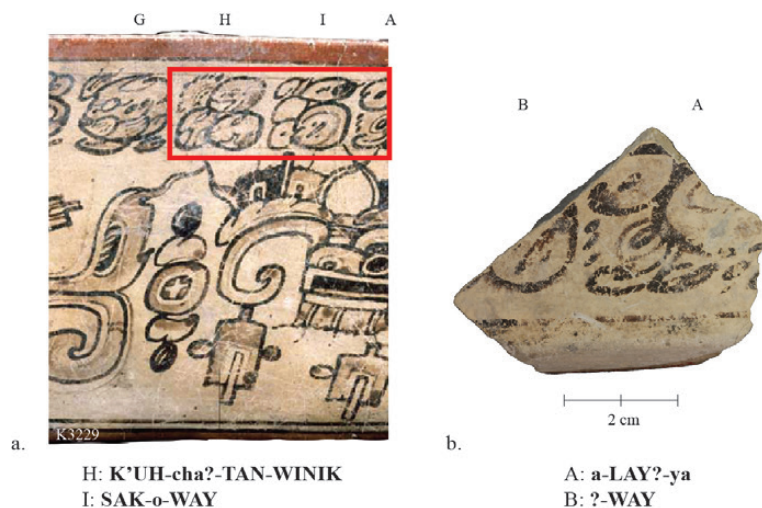 G H I A
B A
K3229
2 cm
a.
b.
H: K'UH-cha?-TAN-WINIK
I: SAK-o-WAY
A: a-LAY?-ya
B: ?-WAY